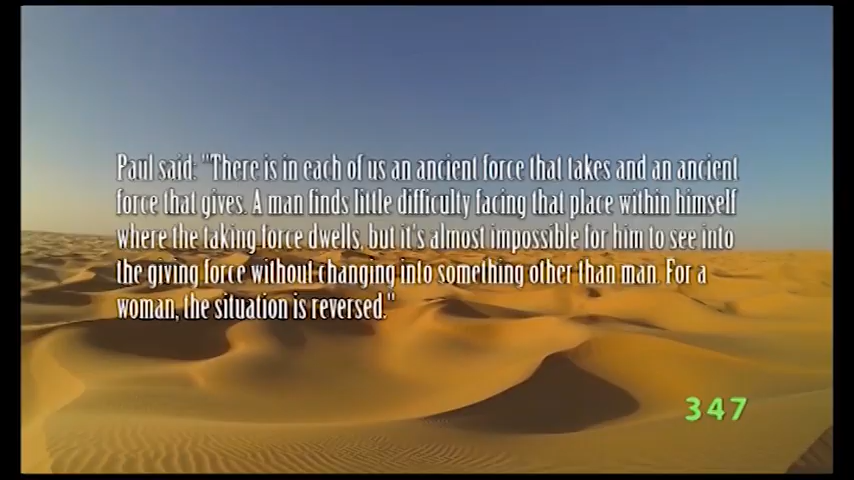 Paul said: "There is in each of us an ancient force that takes and an ancient
force that gives. A man finds little difficulty facing that place within himself
where the taking force dwells, but it's almost impossible for him to see into
the giving force without changing into something other than man. For a
woman, the situation is reversed."
347